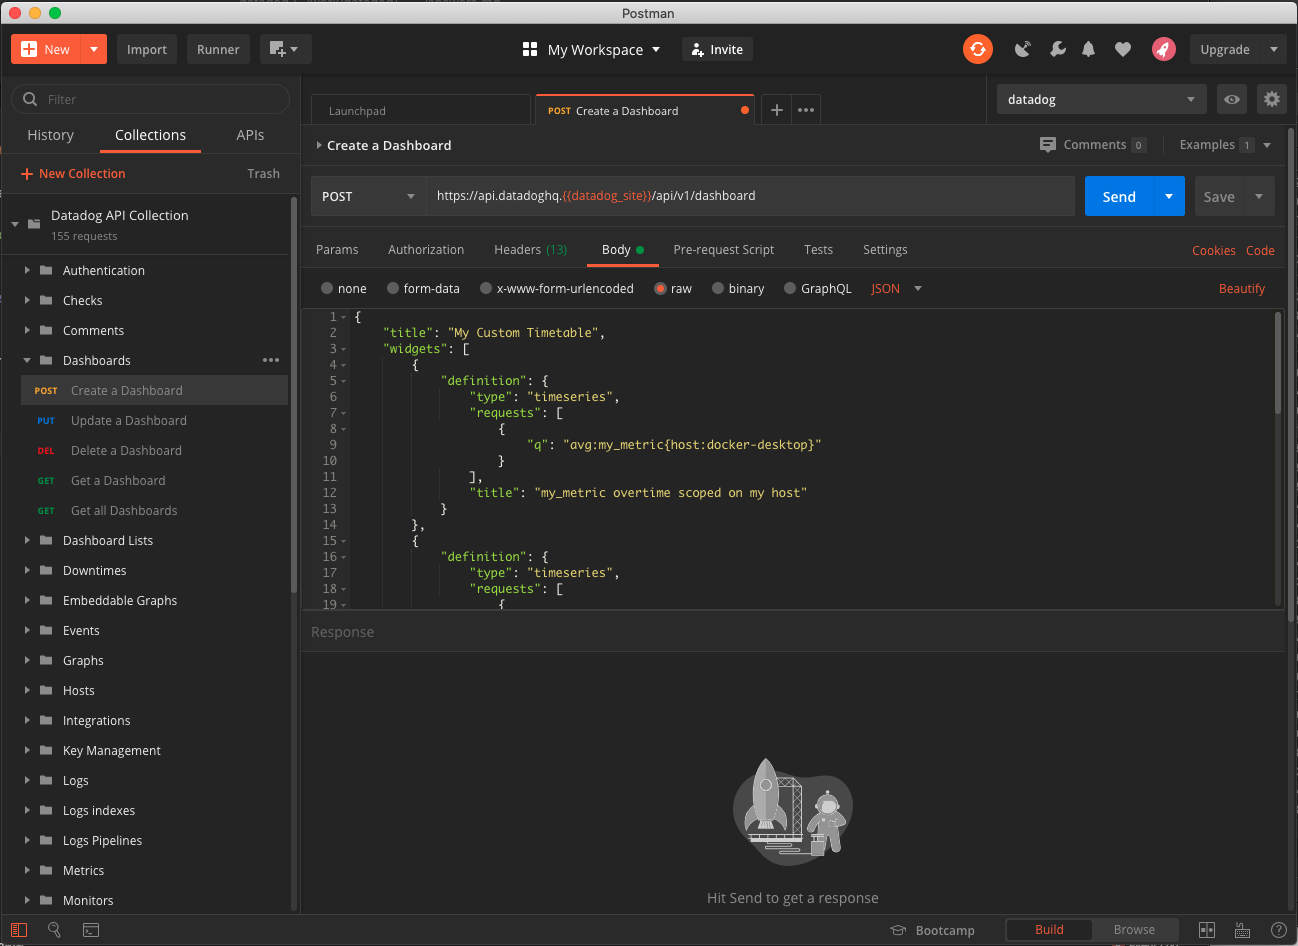 Postman
New
Import
Runner
My Workspace
Invite
Upgrade
Filter
History
Collections
APIs
New Collection
Trash
Datadog API Collection
155 requests
Authentication
Checks
Comments
Dashboards
POST Create a Dashboard
PUT Update a Dashboard
DEL Delete a Dashboard
GET Get a Dashboard
GET Get all Dashboards
Dashboard Lists
Downtimes
Embeddable Graphs
Events
Graphs
Hosts
Integrations
Key Management
Logs
Logs indexes
Logs Pipelines
Metrics
Monitors
Launchpad
POST Create a Dashboard
datadog
Create a Dashboard
Comments 0
Examples 1
POST
https://api.datadoghq.{{datadog_site}}/api/v1/dashboard
Send
Save
Params
Authorization
Headers (13)
Body
Pre-request Script
Tests
Settings
Cookies Code
none
form-data
x-www-form-urlencoded
raw
binary
GraphQL
JSON
Beautify
1 {
2 "title": "My Custom Timetable",
3 "widgets": [
4 {
5 "definition": {
6 "type": "timeseries",
7 "requests": [
8 {
9 "q": "avg:my_metric{host:docker-desktop}"
10 }
11 ],
12 "title": "my_metric overtime scoped on my host"
13 }
14 },
15 {
16 "definition": {
17 "type": "timeseries",
18 "requests": [
19 {
Response
Hit Send to get a response
Bootcamp
Build
Browse